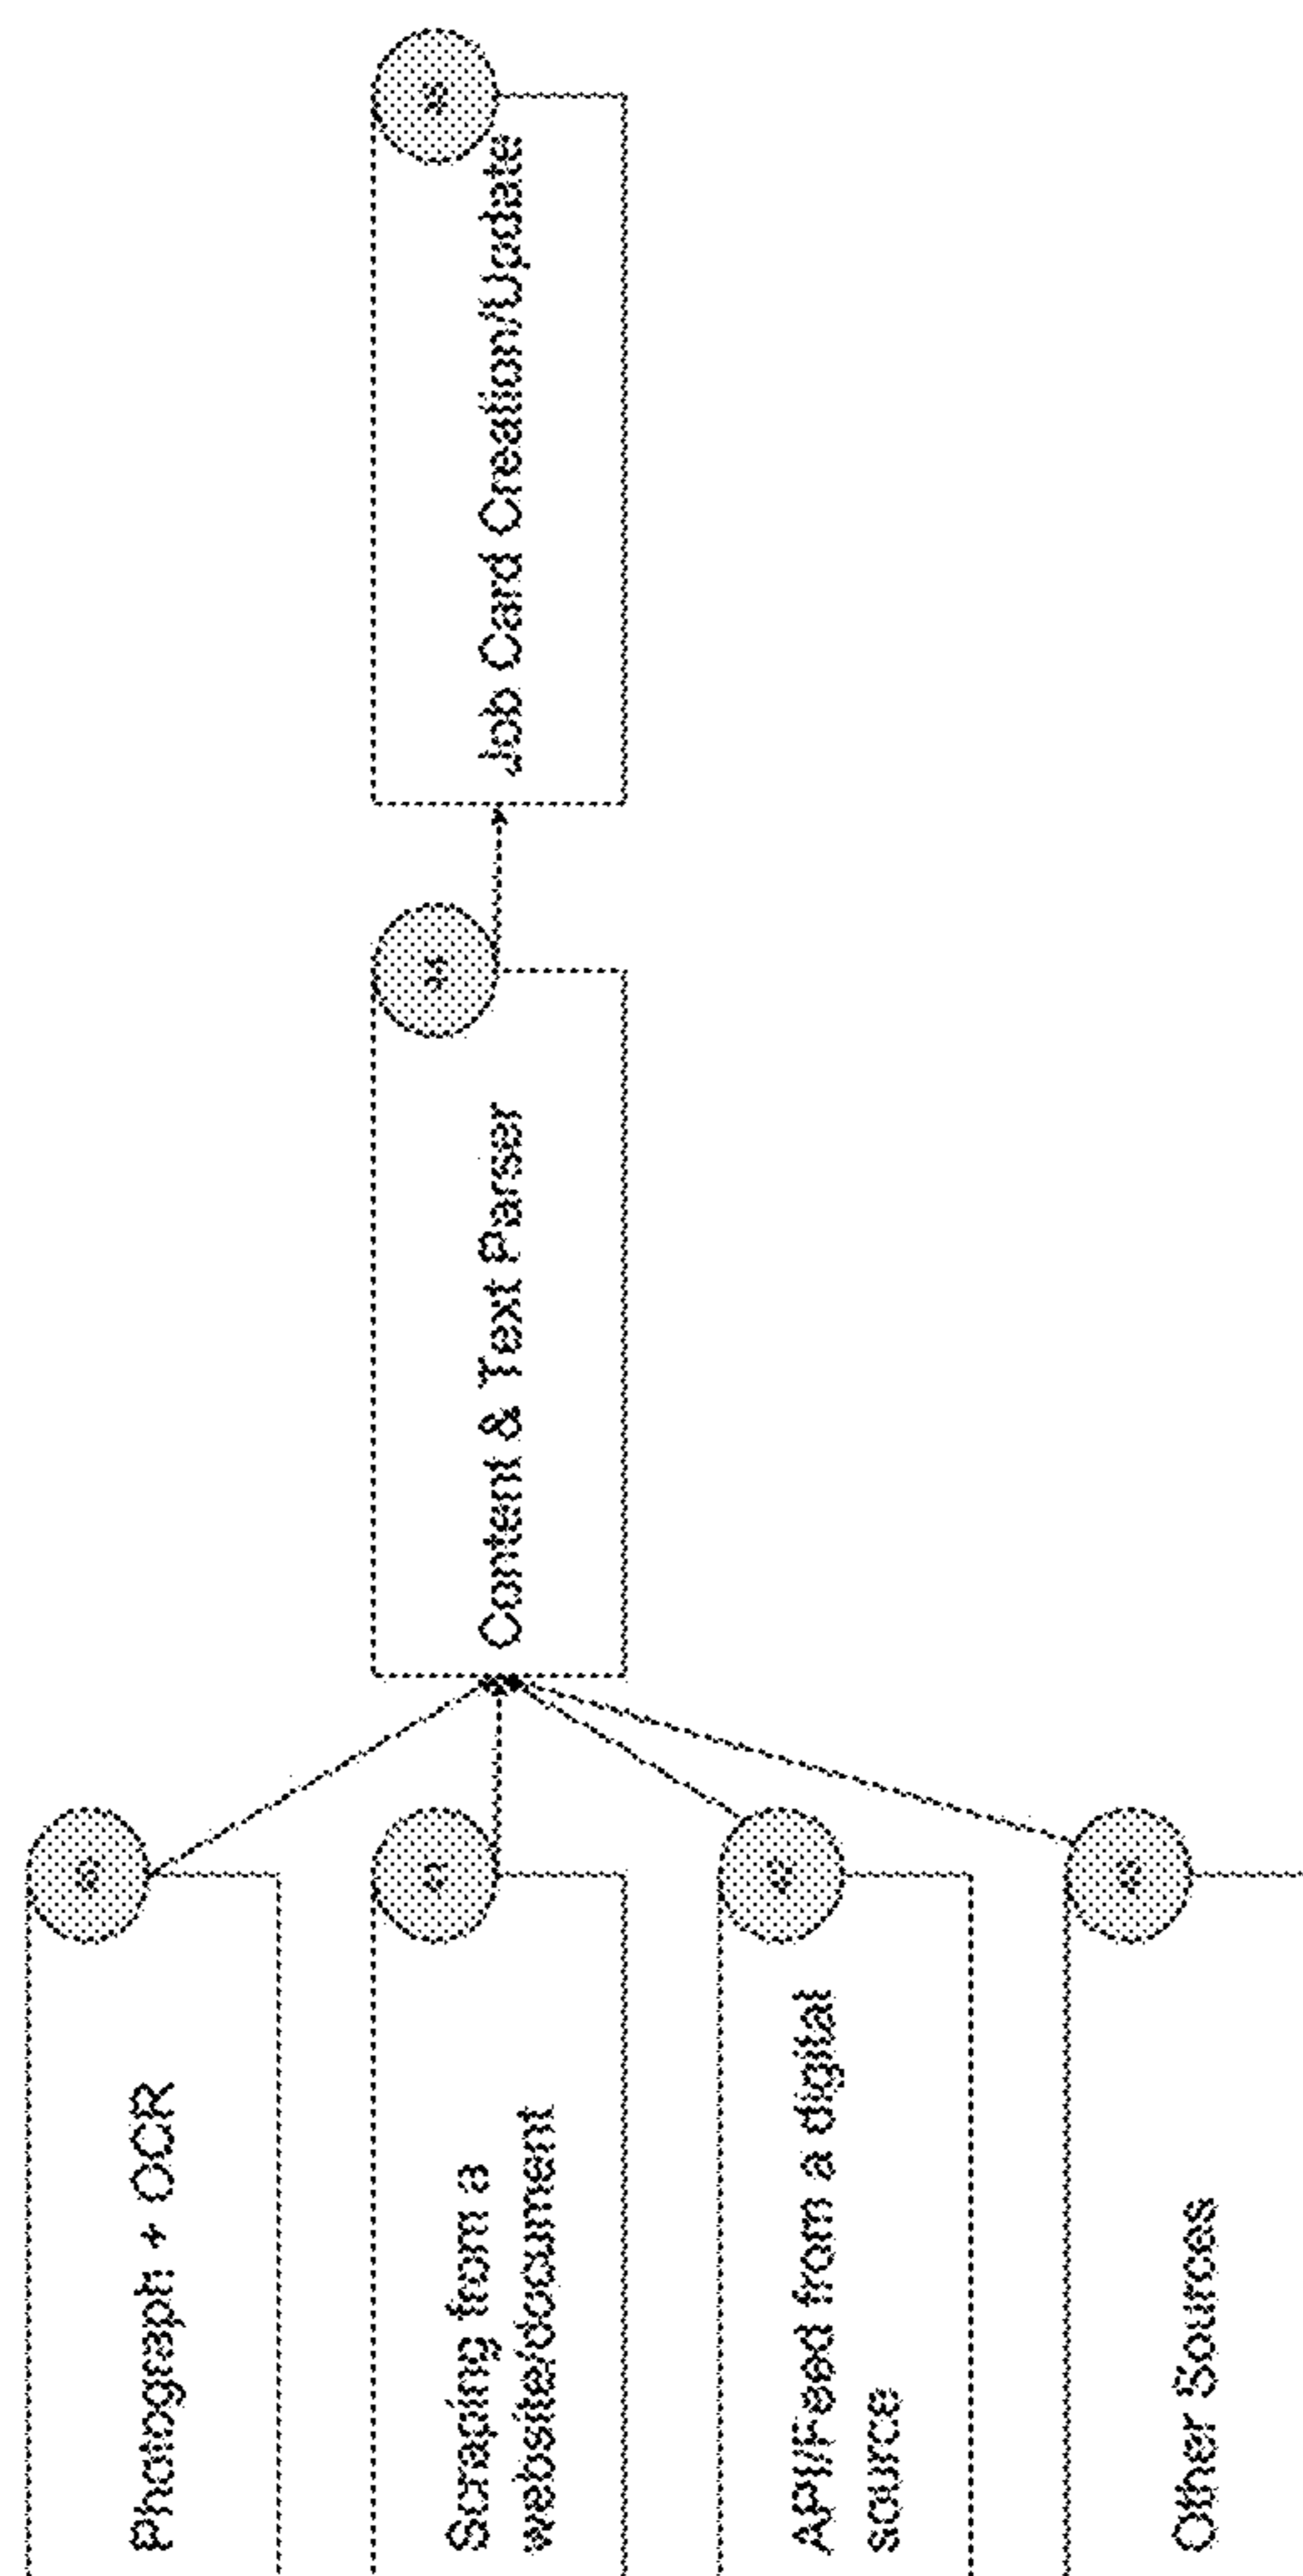 Photograph + OCR
Scraping from a
website/document
API/Feed from a digital
source
Other Sources
Content & Text Parser
Job Card Creation/Update